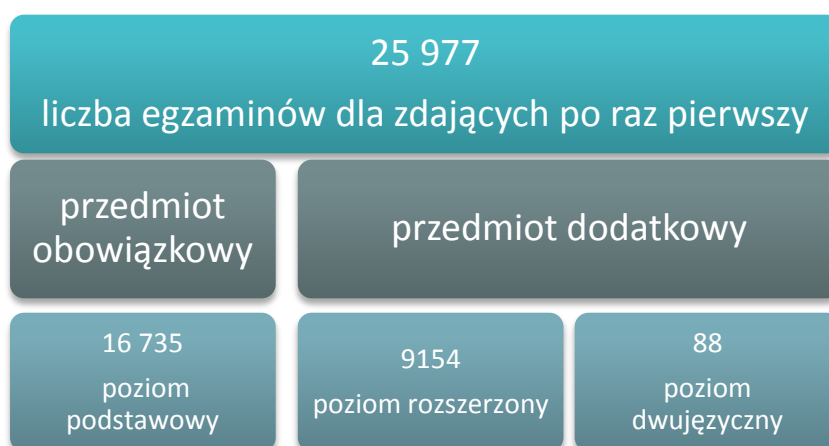 25 977
liczba egzaminów dla zdających po raz pierwszy
przedmiot
obowiązkowy
przedmiot dodatkowy
16 735
poziom
podstawowy
9154
poziom rozszerzony
88
poziom
dwujęzyczny